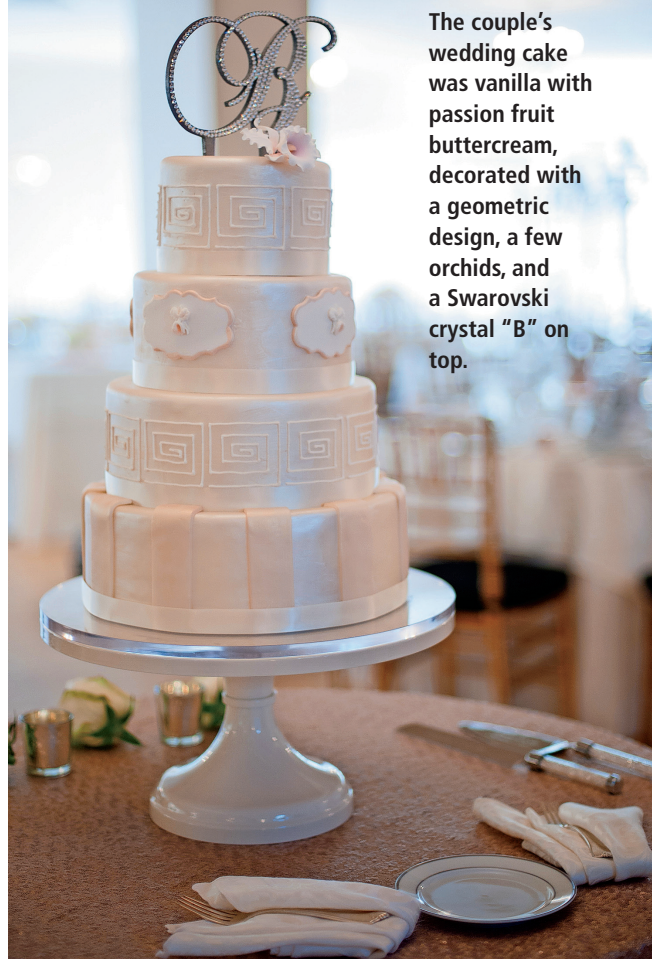 B
The couple’s
wedding cake
was vanilla with
passion fruit
buttercream,
decorated with
a geometric
design, a few
orchids, and
a Swarovski
crystal “B” on
top.